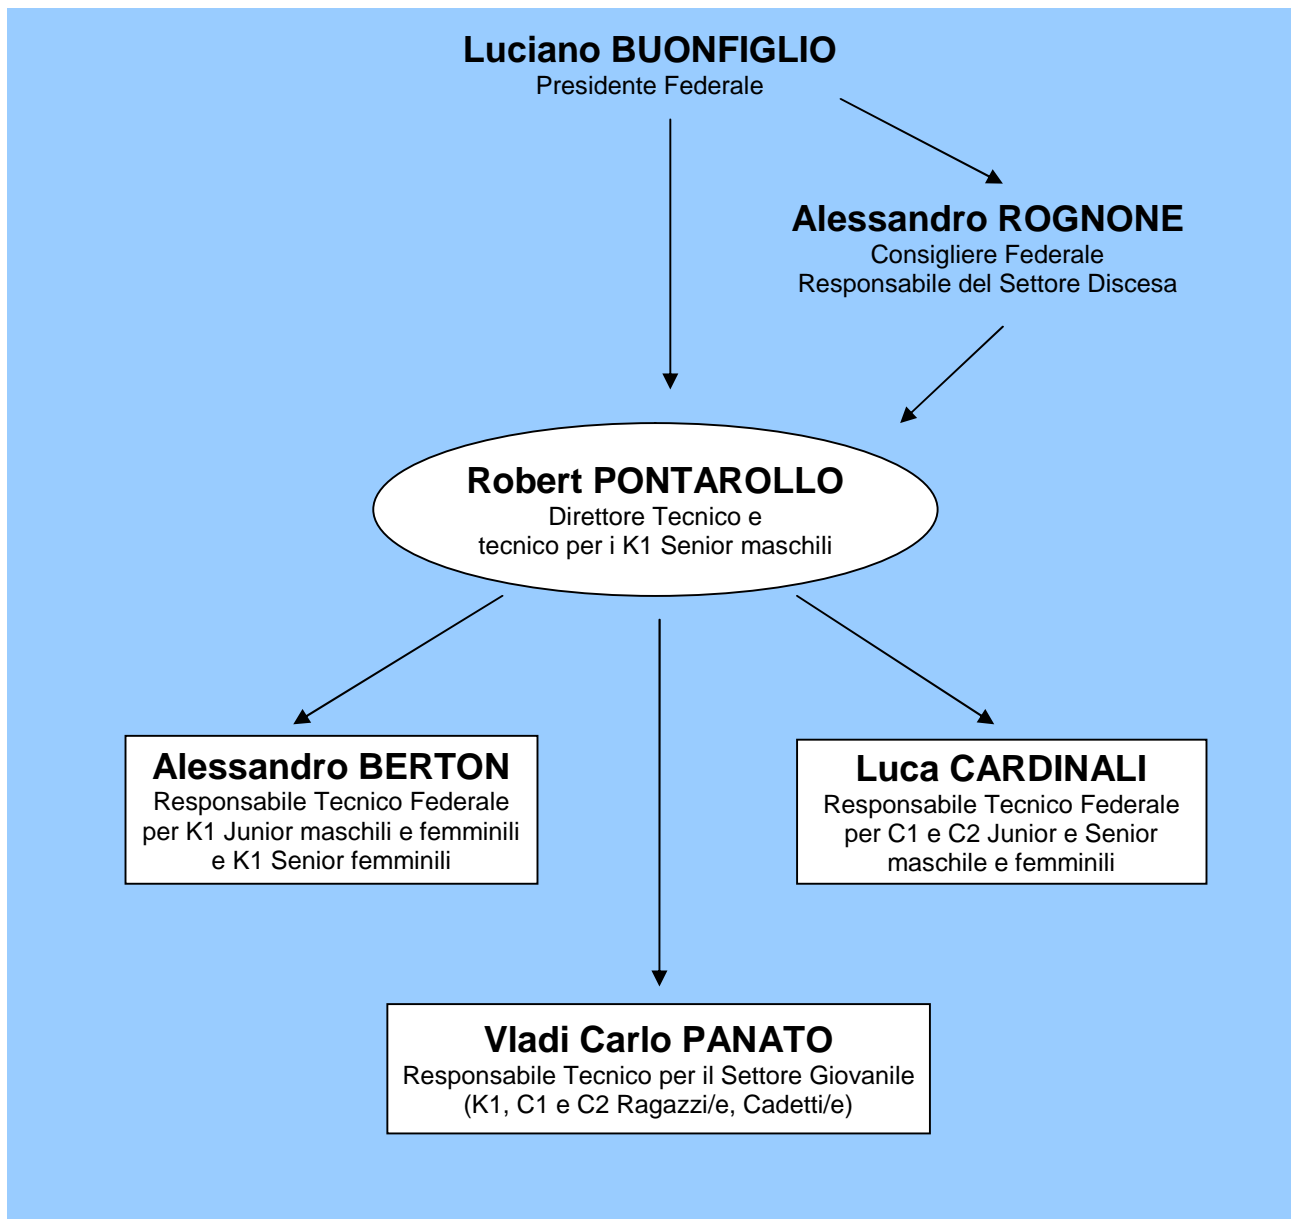 Luciano BUONFIGLIO
Presidente Federale
Alessandro ROGNONE
Consigliere Federale
Responsabile del Settore Discesa
Robert PONTAROLLO
Direttore Tecnico e
tecnico per i K1 Senior maschili
Alessandro BERTON
Responsabile Tecnico Federale
per K1 Junior maschili e femminili
e K1 Senior femminili
Luca CARDINALI
Responsabile Tecnico Federale
per C1 e C2 Junior e Senior
maschile e femminili
Vladi Carlo PANATO
Responsabile Tecnico per il Settore Giovanile
(K1, C1 e C2 Ragazzi/e, Cadetti/e)